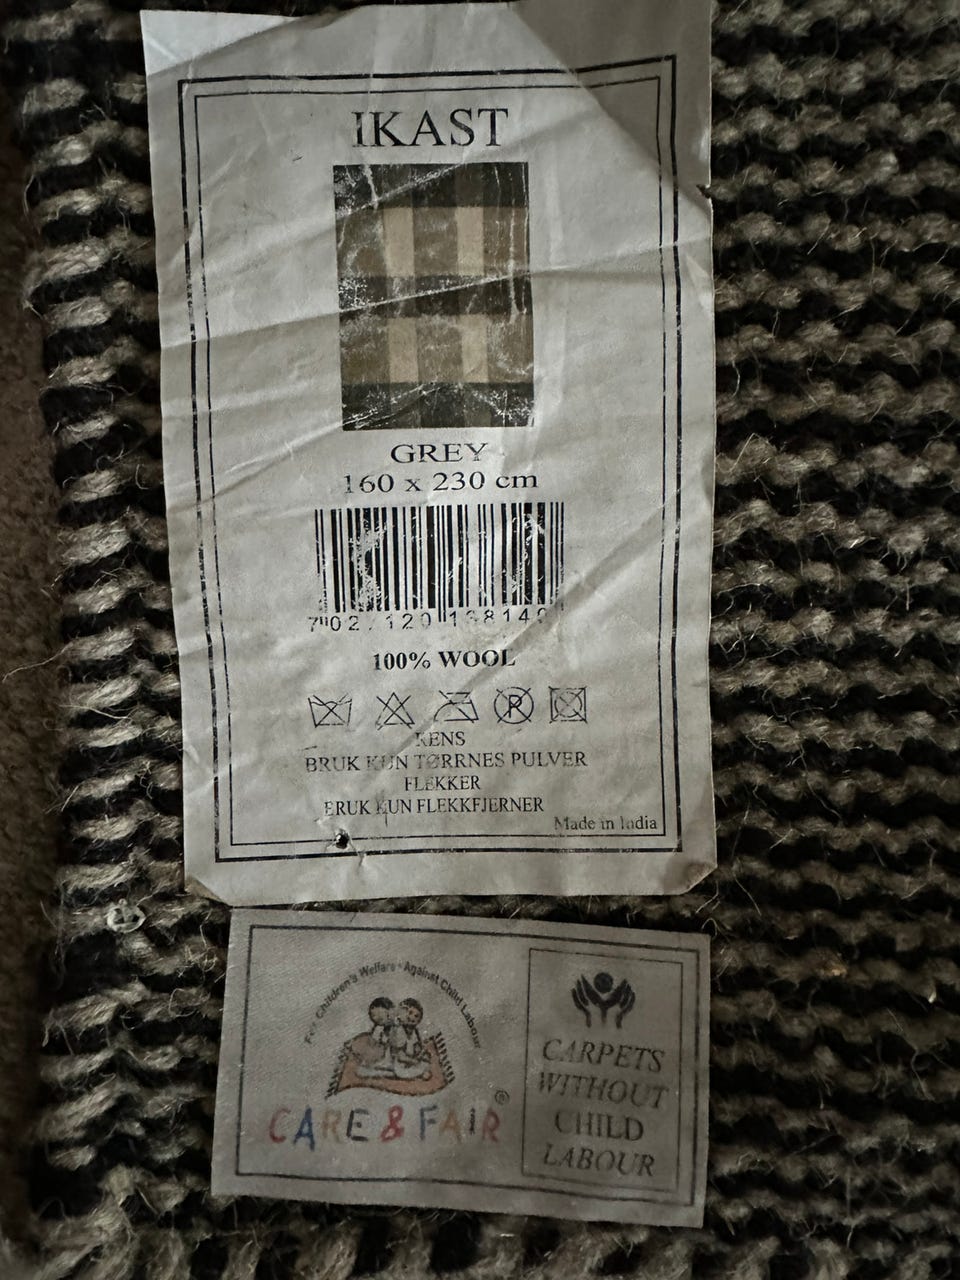 IKAST
GREY
160 x 230 cm
100% WOOL
P
RENS
BRUK KUN TØRRNES PULVER
FLEKKER
BRUK KUN FLEKKFJERNER
Made in India
For Children's Welfare · Against Child Labour
CARE & FAIR®
CARPETS
WITHOUT
CHILD
LABOUR